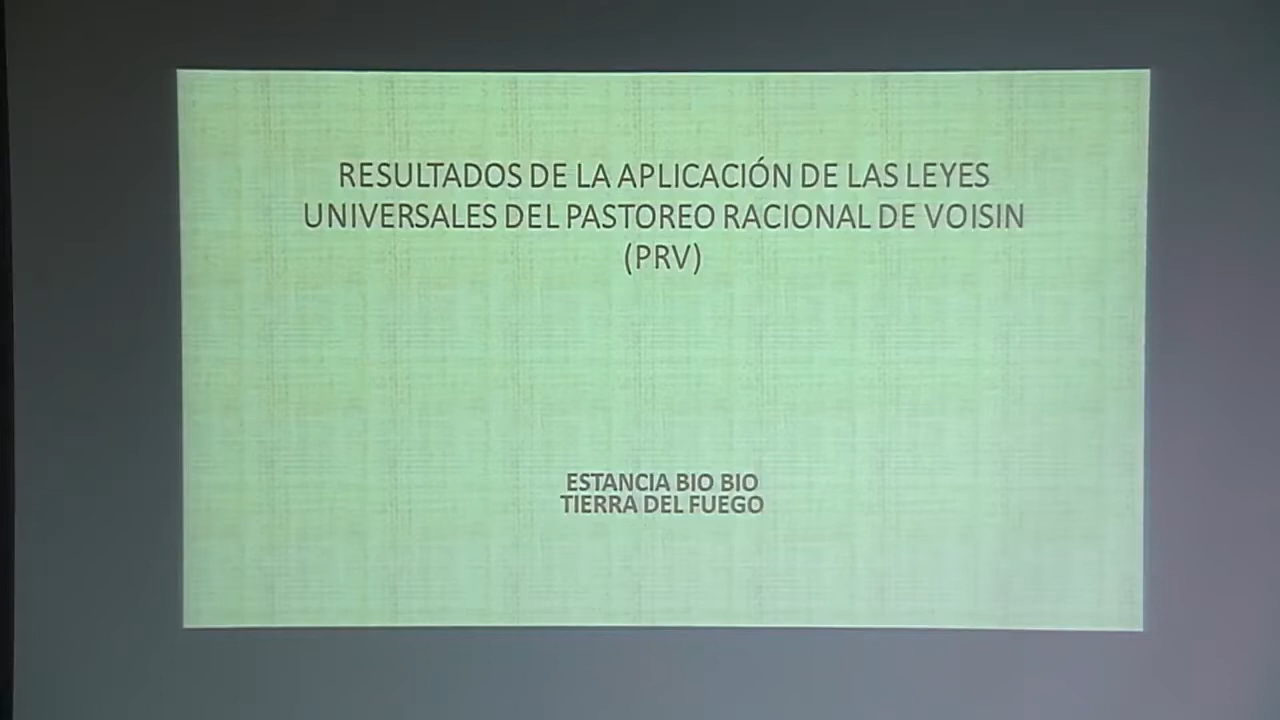 RESULTADOS DE LA APLICACIÓN DE LAS LEYES
UNIVERSALES DEL PASTOREO RACIONAL DE VOISIN
(PRV)
ESTANCIA BIO BIO
TIERRA DEL FUEGO